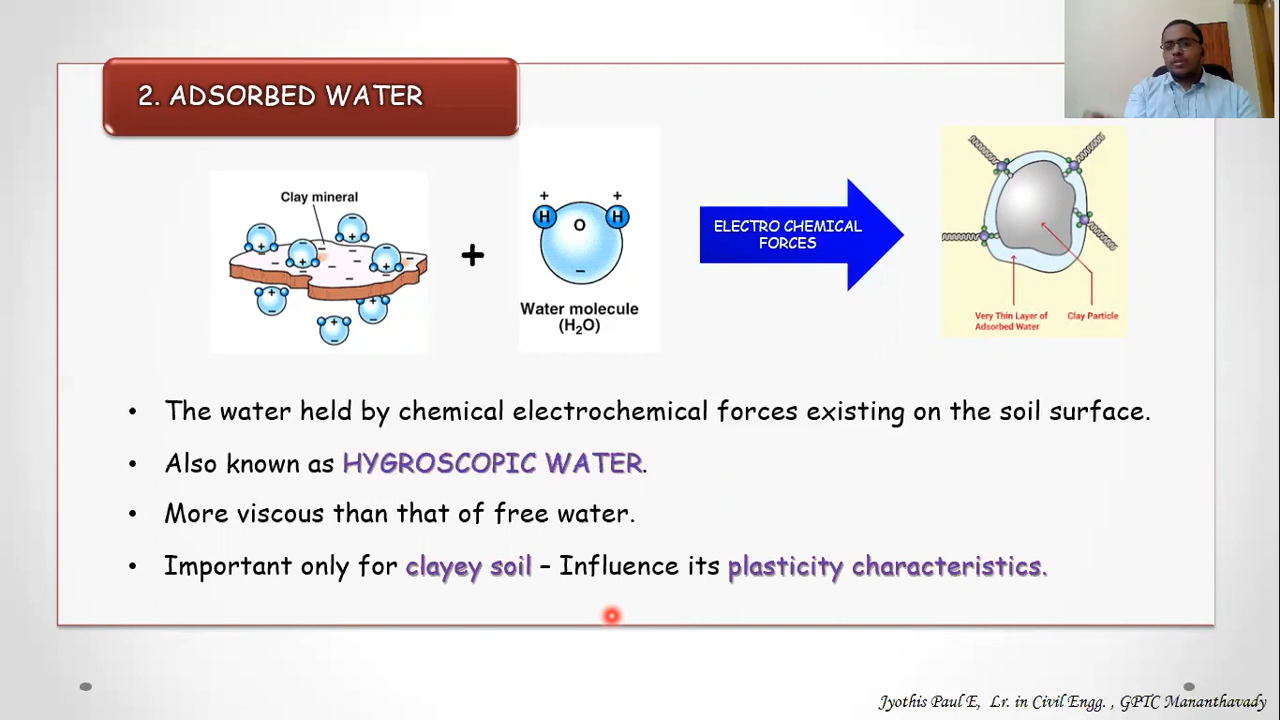 2. ADSORBED WATER
Clay mineral
+
H
H
+
+
O
−
Water molecule
(H₂O)
ELECTRO CHEMICAL
FORCES
Very Thin Layer of
Adsorbed Water
Clay Particle
• The water held by chemical electrochemical forces existing on the soil surface.
• Also known as HYGROSCOPIC WATER.
• More viscous than that of free water.
• Important only for clayey soil – Influence its plasticity characteristics.
Jyothis Paul E, Lr. in Civil Engg. , GPTC Mananthavady